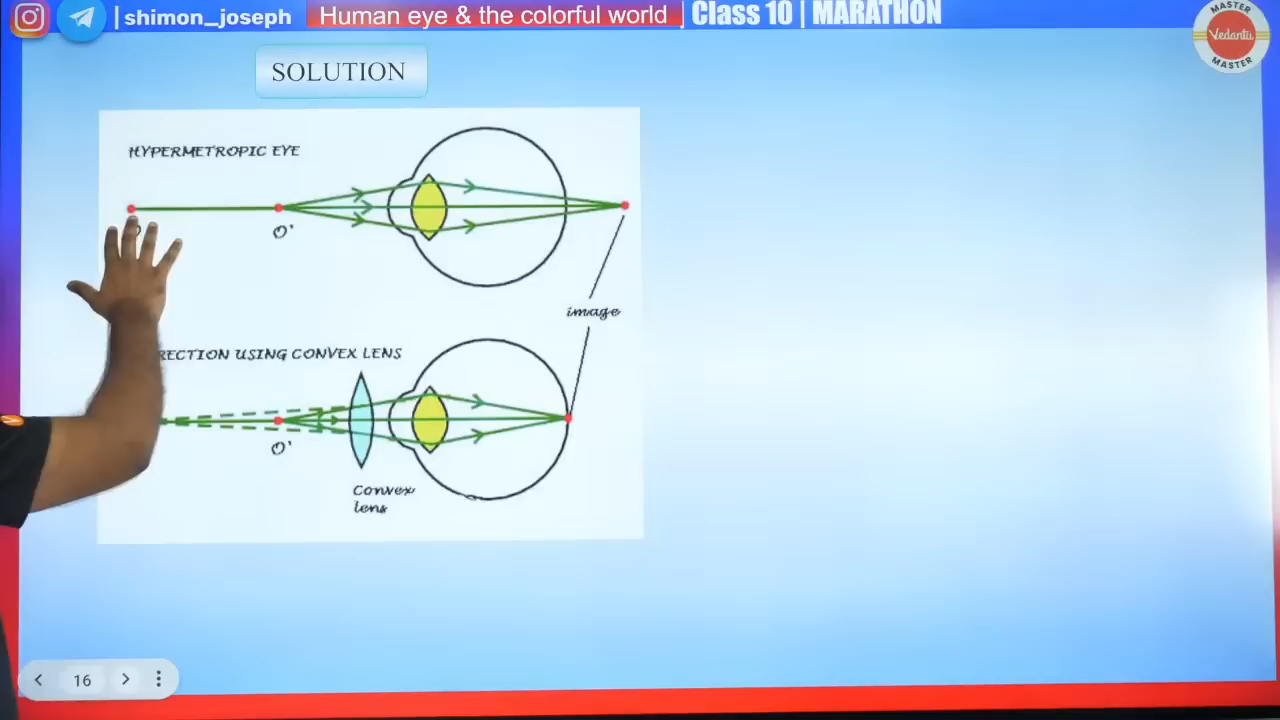 | shimon_joseph
Human eye & the colorful world | Class 10 | MARATHON
MASTER
Vedantu
MASTER
SOLUTION
HYPERMETROPIC EYE
O'
image
RECTION USING CONVEX LENS
O'
Convex
lens
16